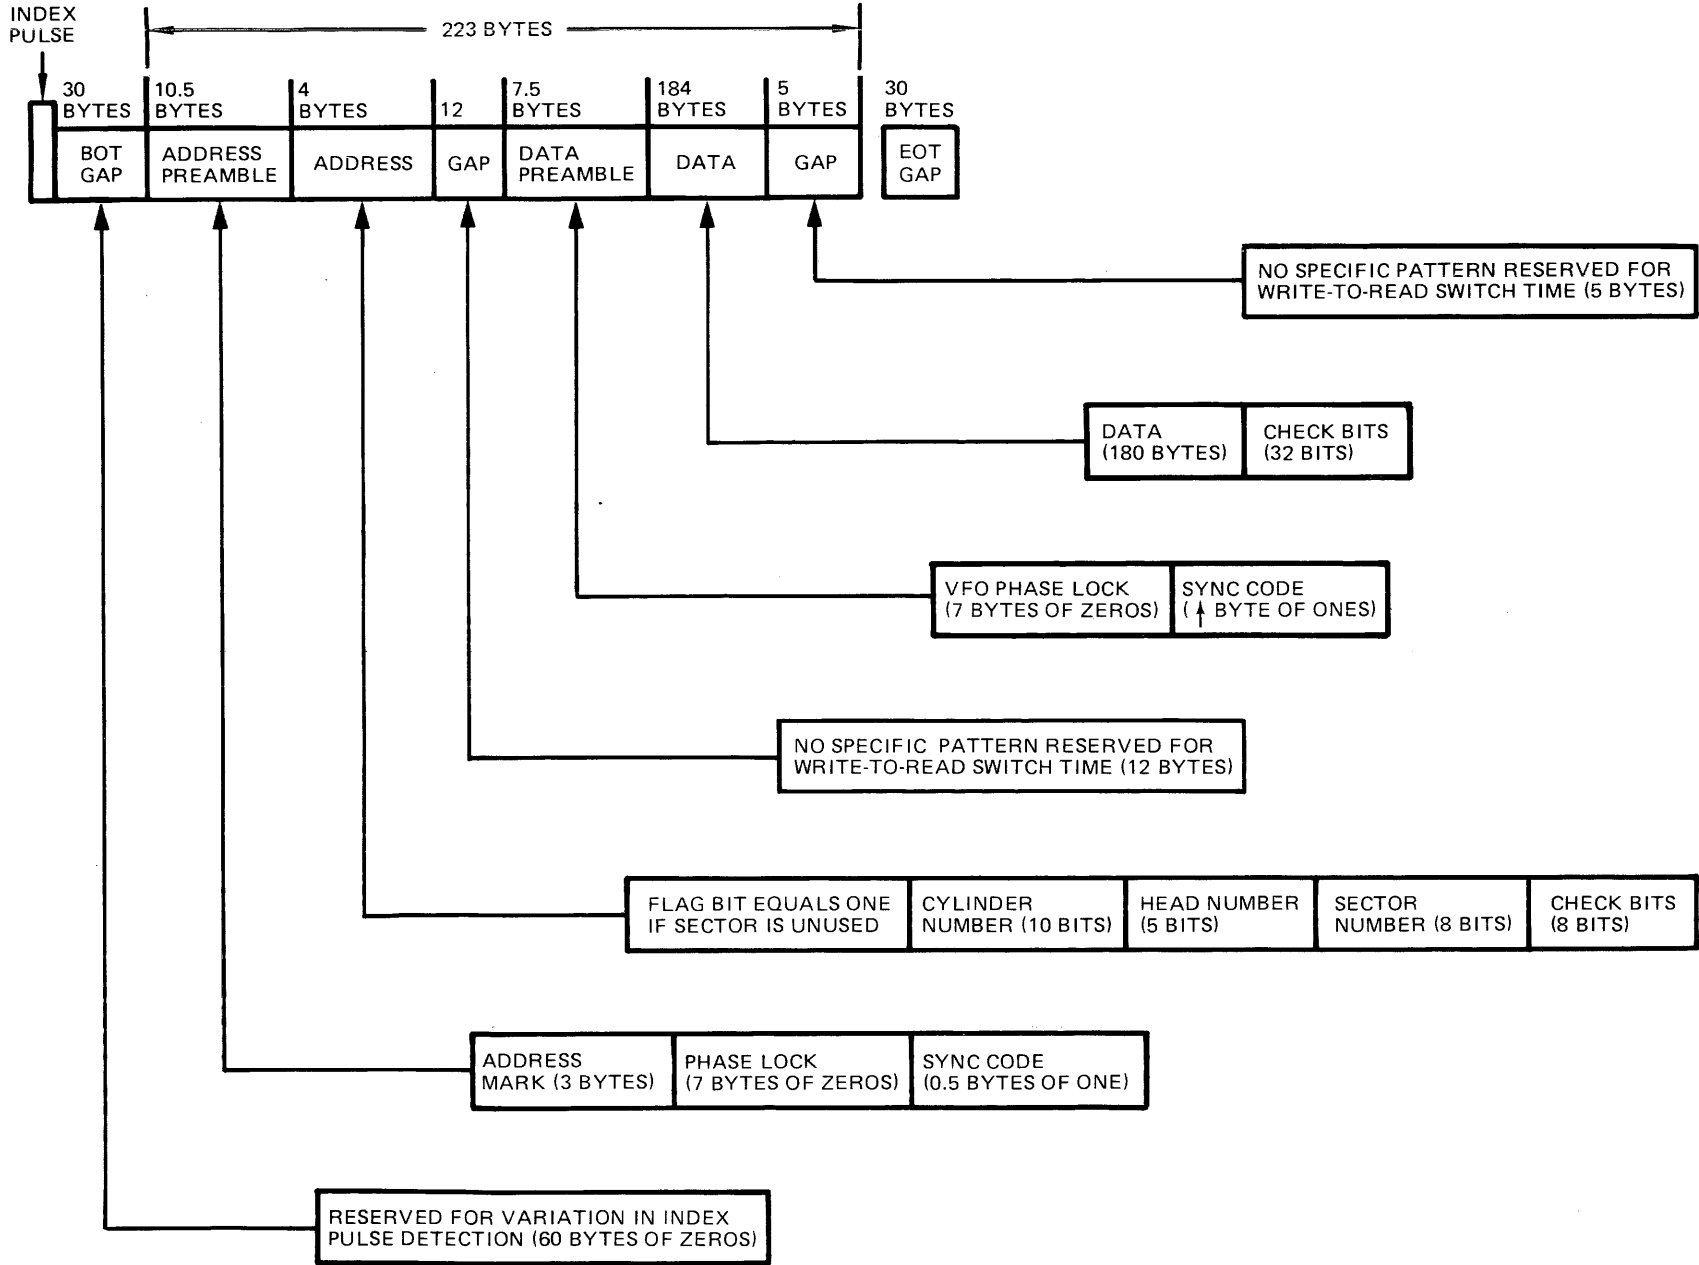 INDEX
PULSE
223 BYTES
30
BYTES
10.5
BYTES
4
BYTES
12
7.5
BYTES
184
BYTES
5
BYTES
30
BYTES
BOT
GAP
ADDRESS
PREAMBLE
ADDRESS
GAP
DATA
PREAMBLE
DATA
GAP
EOT
GAP
NO SPECIFIC PATTERN RESERVED FOR
WRITE-TO-READ SWITCH TIME (5 BYTES)
DATA
(180 BYTES)
CHECK BITS
(32 BITS)
VFO PHASE LOCK
(7 BYTES OF ZEROS)
SYNC CODE
( BYTE OF ONES)
NO SPECIFIC PATTERN RESERVED FOR
WRITE-TO-READ SWITCH TIME (12 BYTES)
FLAG BIT EQUALS ONE
IF SECTOR IS UNUSED
CYLINDER
NUMBER (10 BITS)
HEAD NUMBER
(5 BITS)
SECTOR
NUMBER (8 BITS)
CHECK BITS
(8 BITS)
ADDRESS
MARK (3 BYTES)
PHASE LOCK
(7 BYTES OF ZEROS)
SYNC CODE
(0.5 BYTES OF ONE)
RESERVED FOR VARIATION IN INDEX
PULSE DETECTION (60 BYTES OF ZEROS)